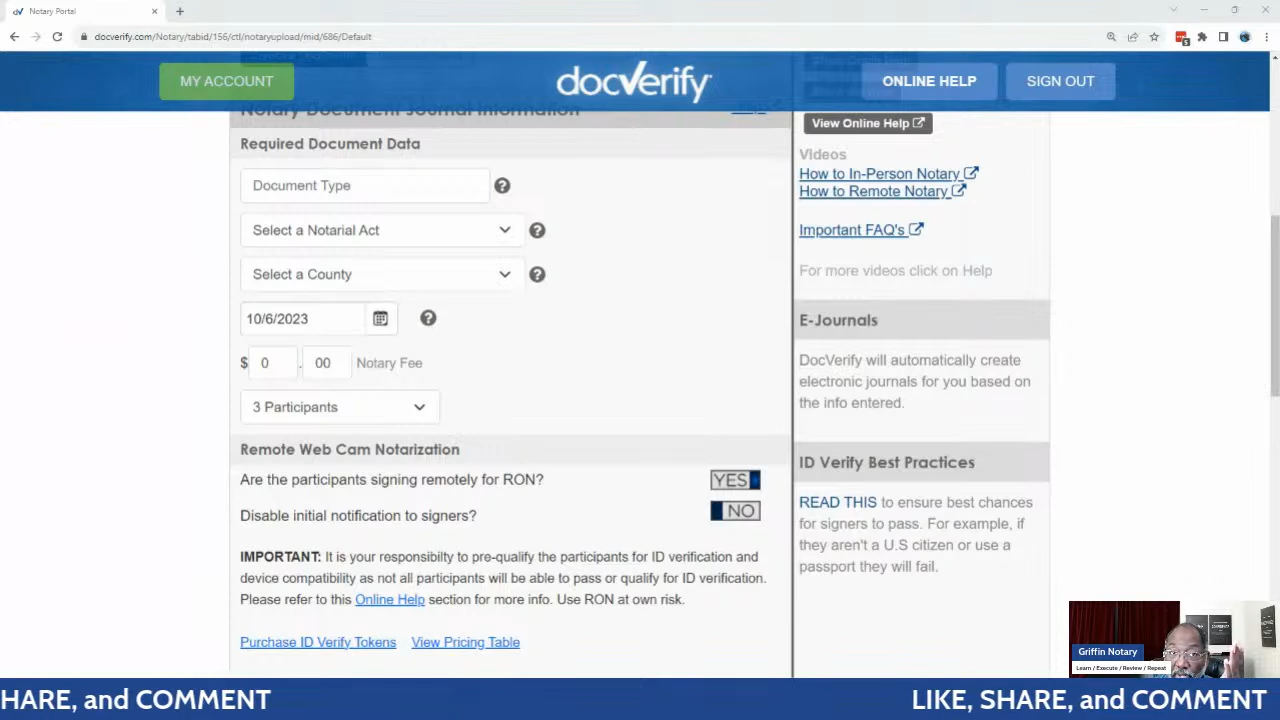 Notary Portal
docverify.com/Notary/tabid/156/ctl/notaryupload/mid/686/Default
MY ACCOUNT
docVerify
ONLINE HELP
SIGN OUT
Notary Document Journal Information
Required Document Data
Document Type
Select a Notarial Act
Select a County
10/6/2023
$ 0 . 00 Notary Fee
3 Participants
Remote Web Cam Notarization
Are the participants signing remotely for RON? YES
Disable initial notification to signers? NO
IMPORTANT: It is your responsibilty to pre-qualify the participants for ID verification and
device compatibility as not all participants will be able to pass or qualify for ID verification.
Please refer to this Online Help section for more info. Use RON at own risk.
Purchase ID Verify Tokens View Pricing Table
View Online Help
Videos
How to In-Person Notary
How to Remote Notary
Important FAQ's
For more videos click on Help
E-Journals
DocVerify will automatically create
electronic journals for you based on
the info entered.
ID Verify Best Practices
READ THIS to ensure best chances
for signers to pass. For example, if
they aren't a U.S citizen or use a
passport they will fail.
Griffin Notary
Learn / Execute / Review / Repeat
HARE, and COMMENT
LIKE, SHARE, and COMMENT